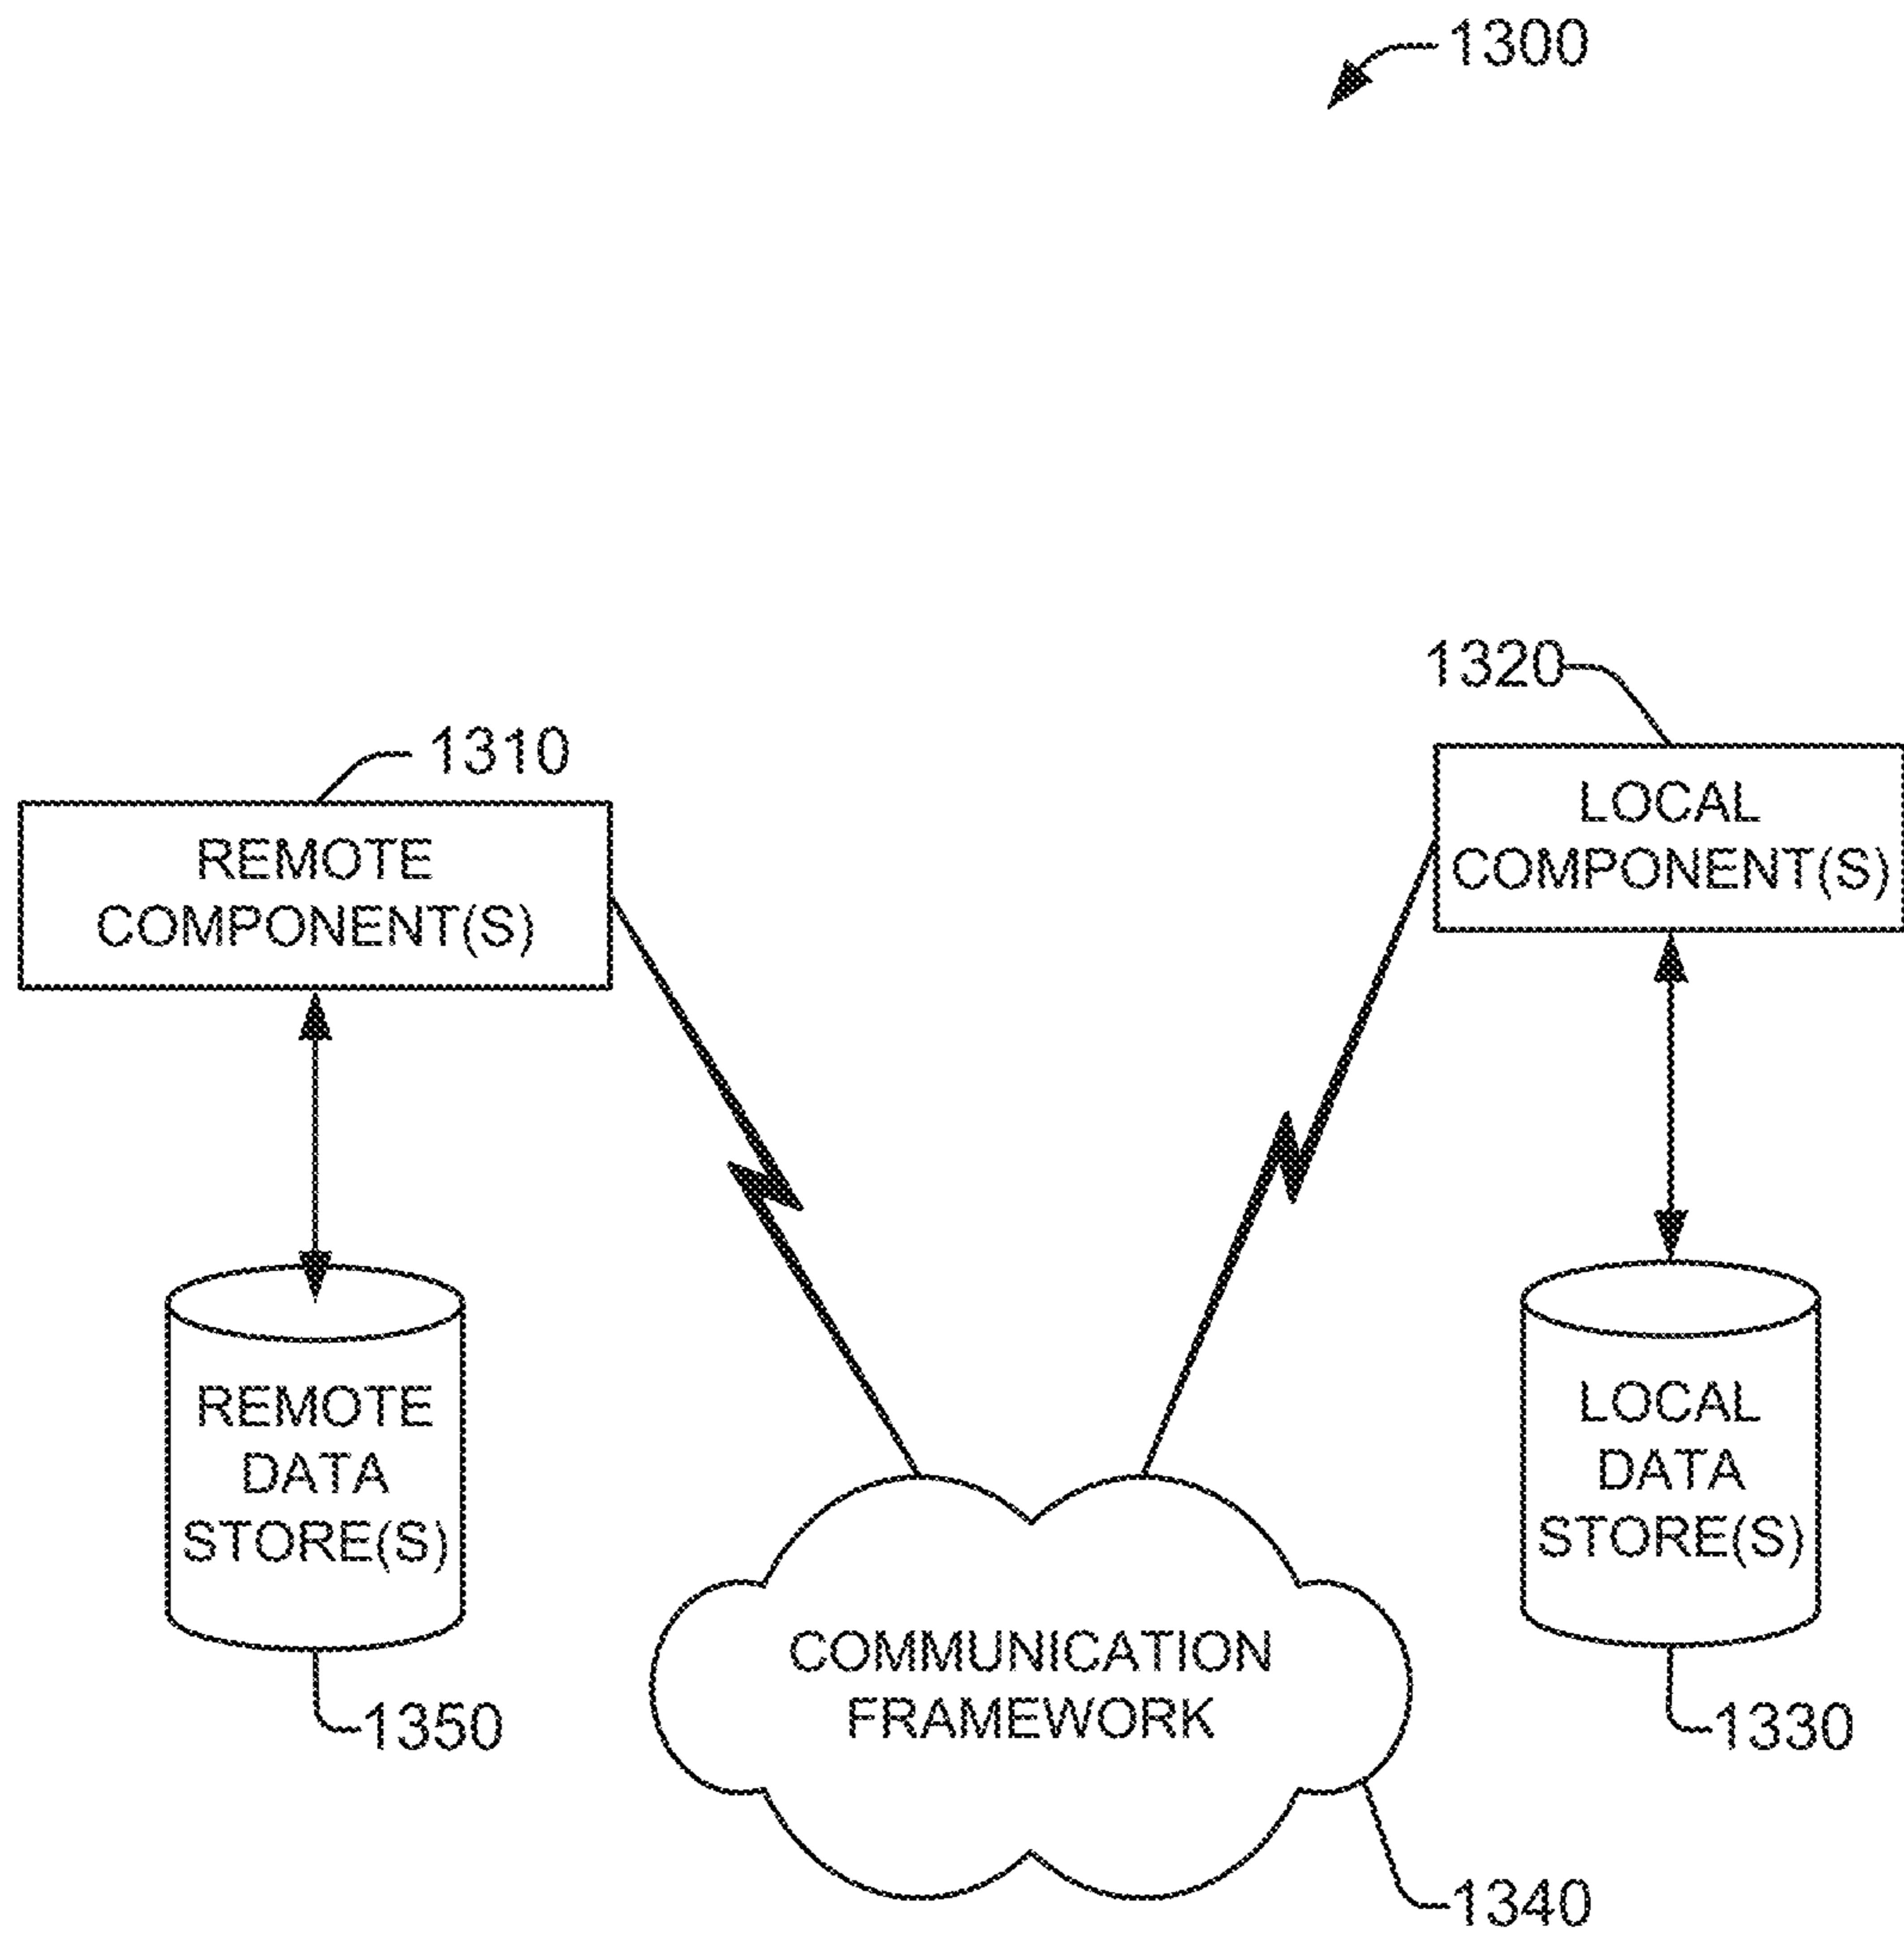 1300
1320
1310
LOCAL
COMPONENT(S)
REMOTE
COMPONENT(S)
REMOTE
DATA
STORE(S)
LOCAL
DATA
STORE(S)
COMMUNICATION
FRAMEWORK
1350
1330
1340